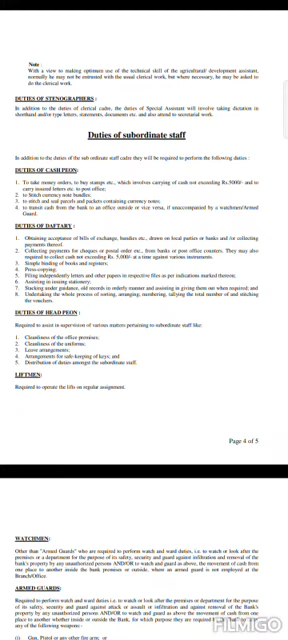 Note :
With a view to making optimum use of the technical skill of the agricultural/ development assistant,
normally he may not be entrusted with the usual clerical work, but where necessary, he may be asked to
do the clerical work.
DUTIES OF STENOGRAPHERS :
In addition to the duties of clerical cadre, the duties of Special Assistant will involve taking dictation in
shorthand and/or type letters, statements, documents etc. and also attend to secretarial work.
Duties of subordinate staff
In addition to the duties of the sub ordinate staff cadre they will be required to perform the following duties :
DUTIES OF CASH PEON:
1. To take money orders, to buy stamps etc., which involves carrying of cash not exceeding Rs.5000/- and to
carry insured letters etc. to post office;
2. to Stitch currency note bundles;
3. to stitch and seal parcels and packets containing currency notes;
4. to transit cash from the bank to an office outside or vice versa, if unaccompanied by a watchman/Armed
Guard.
DUTIES OF DAFTARY :
1. Obtaining acceptance of bills of exchange, bundies etc., drawn on local parties or banks and /or collecting
payments thereof.
2. Collecting payments for cheques or postal order etc., from banks or post office counters. They may also
required to collect cash not exceeding Rs. 5,000/- at a time against various instruments.
3. Simple binding of books and registers.
4. Press copying;
5. Filing independently letters and other papers in respective files as per indications marked thereon;
6. Assisting in issuing stationery;
7. Stacking under guidance, old records in orderly manner and assisting in giving them on when required; and
8. Undertaking the whole process of sorting, arranging, numbering, tallying the total number of and stitching
the vouchers.
DUTIES OF HEAD PEON :
Required to assist in supervision of various matters pertaining to subordinate staff like:
1. Cleanliness of the office premises;
2. Cleanliness of the uniforms;
3. Leave arrangements;
4. Arrangements for safe-keeping of keys; and
5. Distribution of duties amongst the subordinate staff.
LIFTMEN:
Required to operate the lifts on regular assignment.
Page 4 of 5
WATCHMEN:
Other than "Armed Guards" who are required to perform watch and ward duties, i.e. to watch or look after the
premises or a department for the purpose of its safety, security and guard against infiltration and removal of the
bank's property by any unauthorized persons AND/OR to watch and guard as above, the movement of cash from
one place to another inside the bank premises or outside, where an armed guard is not employed at the
Branch/Office.
ARMED GUARDS:
Required to perform watch and ward duties i.e. to watch or look after the premises or department for the purpose
of its safety, security and guard against attack or assault or infiltration and against removal of the Bank's
property by any unauthorized persons AND/OR to watch and guard as above the movement of cash from one
place to another whether inside or outside the Bank, for which purpose they are required
any of the following weapons:-
(i) Gun, Pistol or any other fire arm, or
FILMIGO